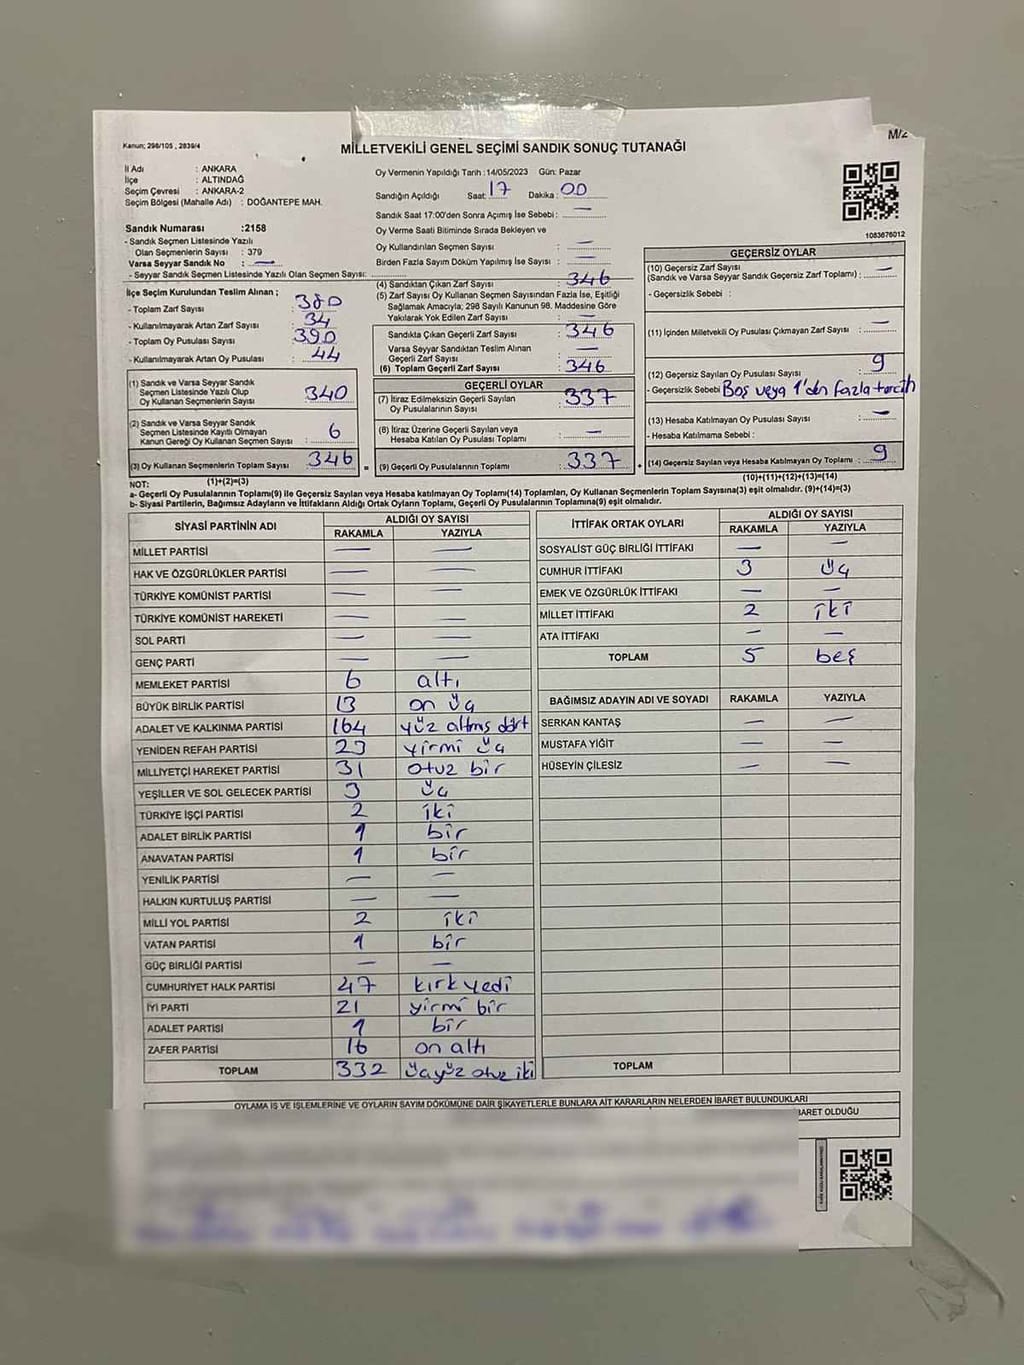 Kanun; 298/105 , 2839/4
M/2
MİLLETVEKİLİ GENEL SEÇİMİ SANDIK SONUÇ TUTANAĞI
İl Adı : ANKARA
İlçe : ALTINDAĞ
Seçim Çevresi : ANKARA-2
Seçim Bölgesi (Mahalle Adı) : DOĞANTEPE MAH.
Sandık Numarası :2158
- Sandık Seçmen Listesinde Yazılı
Olan Seçmenlerin Sayısı : 379
Varsa Seyyar Sandık No : —
- Seyyar Sandık Seçmen Listesinde Yazılı Olan Seçmen Sayısı:
Oy Vermenin Yapıldığı Tarih : 14/05/2023 Gün: Pazar
Sandığın Açıldığı Saat: 17 Dakika : 00
Sandık Saat 17:00'den Sonra Açımış İse Sebebi : —
Oy Verme Saati Bitiminde Sırada Bekleyen ve
Oy Kullandırılan Seçmen Sayısı : —
Birden Fazla Sayım Döküm Yapılmış İse Sayısı : —
1083676012
İlçe Seçim Kurulundan Teslim Alınan ;
- Toplam Zarf Sayısı : 380
- Kullanılmayarak Artan Zarf Sayısı : 34
- Toplam Oy Pusulası Sayısı : 390
- Kullanılmayarak Artan Oy Pusulası : 44
(1) Sandık ve Varsa Seyyar Sandık
Seçmen Listesinde Yazılı Olup
Oy Kullanan Seçmenlerin Sayısı : 340
(2) Sandık ve Varsa Seyyar Sandık
Seçmen Listesinde Kayıtlı Olmayan
Kanun Gereği Oy Kullanan Seçmen Sayısı : 6
(3) Oy Kullanan Seçmenlerin Toplam Sayısı : 346
(4) Sandıktan Çıkan Zarf Sayısı : 346
(5) Zarf Sayısı Oy Kullanan Seçmen Sayısından Fazla İse, Eşitliği
Sağlamak Amacıyla; 298 Sayılı Kanunun 98. Maddesine Göre
Yakılarak Yok Edilen Zarf Sayısı : —
Sandıkta Çıkan Geçerli Zarf Sayısı : 346
Varsa Seyyar Sandıktan Teslim Alınan
Geçerli Zarf Sayısı : —
(6) Toplam Geçerli Zarf Sayısı : 346
GEÇERLİ OYLAR
(7) İtiraz Edilmeksizin Geçerli Sayılan
Oy Pusulalarının Sayısı : 337
(8) İtiraz Üzerine Geçerli Sayılan veya
Hesaba Katılan Oy Pusulası Toplamı : —
= (9) Geçerli Oy Pusulalarının Toplamı : 337
GEÇERSİZ OYLAR
(10) Geçersiz Zarf Sayısı
(Sandık ve Varsa Seyyar Sandık Geçersiz Zarf Toplamı) : —
- Geçersizlik Sebebi :
(11) İçinden Milletvekili Oy Pusulası Çıkmayan Zarf Sayısı : —
(12) Geçersiz Sayılan Oy Pusulası Sayısı : 9
- Geçersizlik Sebebi Boş veya 1'den fazla tercih
(13) Hesaba Katılmayan Oy Pusulası Sayısı : —
- Hesaba Katılmama Sebebi :
+ (14) Geçersiz Sayılan veya Hesaba Katılmayan Oy Toplamı : 9
NOT: (1)+(2)=(3) (10)+(11)+(12)+(13)=(14)
a- Geçerli Oy Pusulalarının Toplamı(9) ile Geçersiz Sayılan veya Hesaba katılmayan Oy Toplamı(14) Toplamları, Oy Kullanan Seçmenlerin Toplam Sayısına(3) eşit olmalıdır. (9)+(14)=(3)
b- Siyasi Partilerin, Bağımsız Adayların ve İttifakların Aldığı Ortak Oyların Toplamı, Geçerli Oy Pusulalarının Toplamına(9) eşit olmalıdır.
SİYASİ PARTİNİN ADI ALDIĞI OY SAYISI
RAKAMLA YAZIYLA
MİLLET PARTİSİ — —
HAK VE ÖZGÜRLÜKLER PARTİSİ — —
TÜRKİYE KOMÜNİST PARTİSİ — —
TÜRKİYE KOMÜNİST HAREKETİ — —
SOL PARTİ — —
GENÇ PARTİ — —
MEMLEKET PARTİSİ 6 altı
BÜYÜK BİRLİK PARTİSİ 13 on üç
ADALET VE KALKINMA PARTİSİ 164 yüz altmış dört
YENİDEN REFAH PARTİSİ 23 yirmi üç
MİLLİYETÇİ HAREKET PARTİSİ 31 otuz bir
YEŞİLLER VE SOL GELECEK PARTİSİ 3 üç
TÜRKİYE İŞÇİ PARTİSİ 2 iki
ADALET BİRLİK PARTİSİ 1 bir
ANAVATAN PARTİSİ 1 bir
YENİLİK PARTİSİ — —
HALKIN KURTULUŞ PARTİSİ — —
MİLLİ YOL PARTİSİ 2 iki
VATAN PARTİSİ 1 bir
GÜÇ BİRLİĞİ PARTİSİ — —
CUMHURİYET HALK PARTİSİ 47 kırk yedi
İYİ PARTİ 21 yirmi bir
ADALET PARTİSİ 1 bir
ZAFER PARTİSİ 16 on altı
TOPLAM 332 üçyüz otuz iki
İTTİFAK ORTAK OYLARI ALDIĞI OY SAYISI
RAKAMLA YAZIYLA
SOSYALİST GÜÇ BİRLİĞİ İTTİFAKI — —
CUMHUR İTTİFAKI 3 üç
EMEK VE ÖZGÜRLÜK İTTİFAKI — —
MİLLET İTTİFAKI 2 iki
ATA İTTİFAKI — —
TOPLAM 5 beş
BAĞIMSIZ ADAYIN ADI VE SOYADI RAKAMLA YAZIYLA
SERKAN KANTAŞ — —
MUSTAFA YİĞİT — —
HÜSEYİN ÇİLESİZ — —
TOPLAM
OYLAMA İŞ VE İŞLEMLERİNE VE OYLARIN SAYIM DÖKÜMÜNE DAİR ŞİKAYETLERLE BUNLARA AİT KARARLARIN NELERDEN İBARET BULUNDUKLARI
BARET OLDUĞU